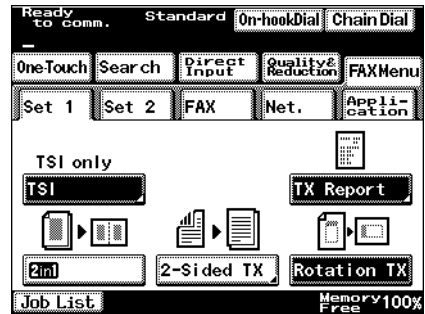 Ready Standard On-hookDial Chain Dial
to comm.
One-Touch Search Direct Input Quality& Reduction FAXMenu
Set 1 Set 2 FAX Net. Appli-cation
TSI only
TSI TX Report
2in1 2-Sided TX Rotation TX
Job List Memory Free 100%